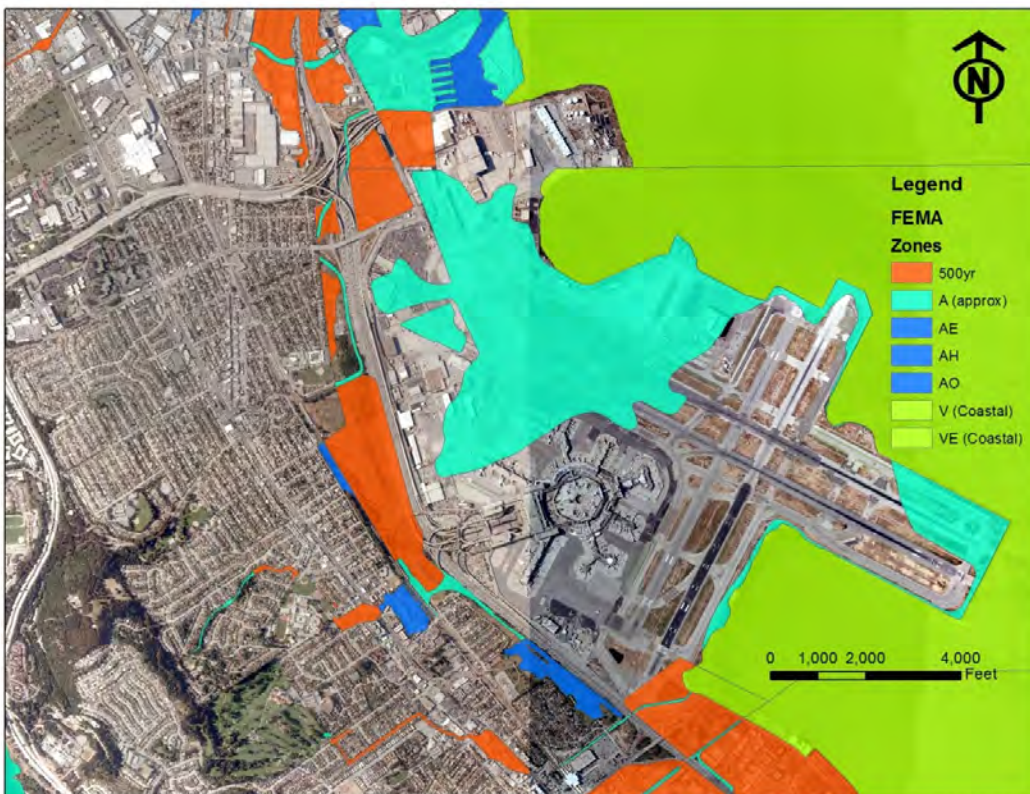 N
Legend
FEMA
Zones
500yr
A (approx)
AE
AH
AO
V (Coastal)
VE (Coastal)
0 1,000 2,000 4,000
Feet